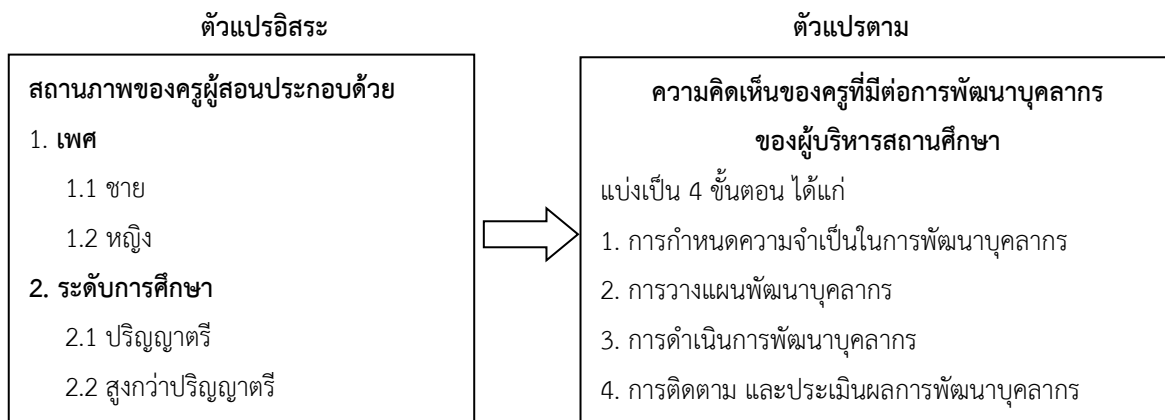 ตัวแปรอิสระ
สถานภาพของครูผู้สอนประกอบด้วย
1. เพศ
1.1 ชาย
1.2 หญิง
2. ระดับการศึกษา
2.1 ปริญญาตรี
2.2 สูงกว่าปริญญาตรี
ตัวแปรตาม
ความคิดเห็นของครูที่มีต่อการพัฒนาบุคลากร
ของผู้บริหารสถานศึกษา
แบ่งเป็น 4 ขั้นตอน ได้แก่
1. การกำหนดความจำเป็นในการพัฒนาบุคลากร
2. การวางแผนพัฒนาบุคลากร
3. การดำเนินการพัฒนาบุคลากร
4. การติดตาม และประเมินผลการพัฒนาบุคลากร